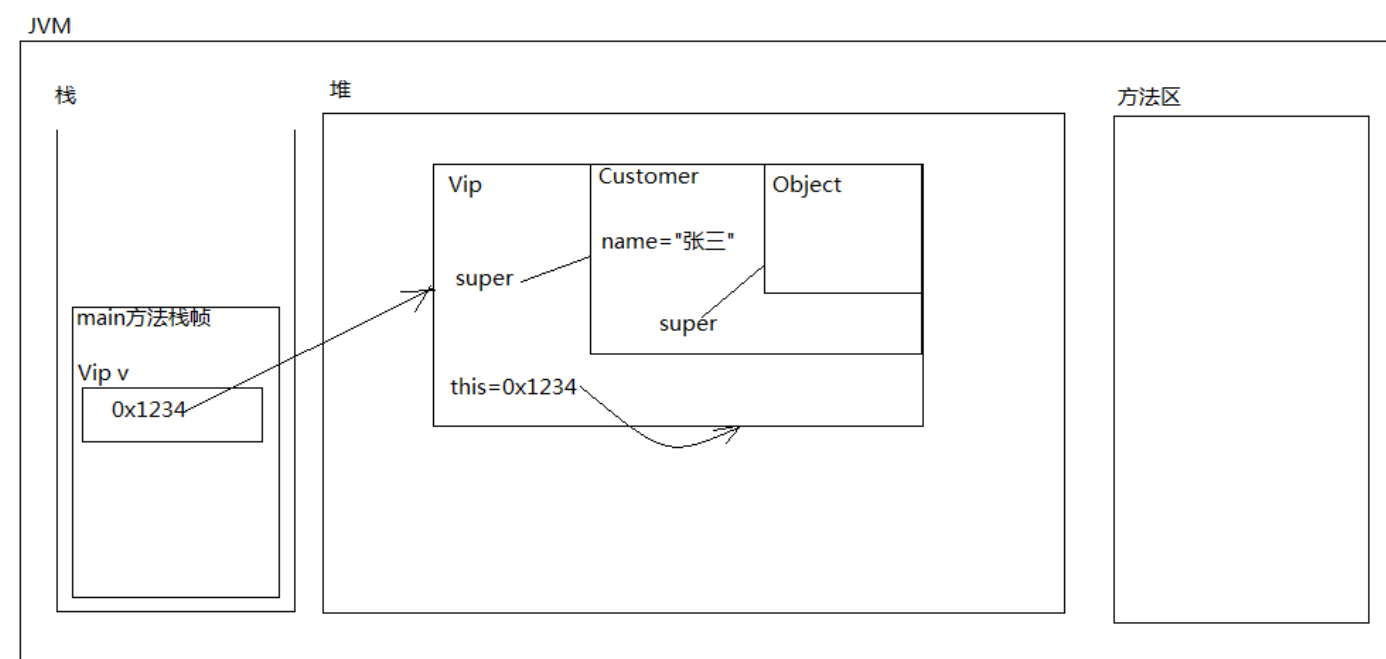 JVM
栈
堆
方法区
Vip
Customer
Object
name="张三"
super
super
main方法栈帧
Vip v
0x1234
this=0x1234